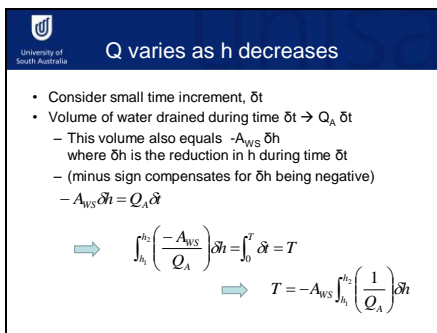 University of
South Australia
Q varies as h decreases
• Consider small time increment, δt
• Volume of water drained during time δt → Q_A δt
– This volume also equals -A_WS δh
where δh is the reduction in h during time δt
– (minus sign compensates for δh being negative)
−A_WS δh = Q_A δt
⇒ ∫_{h_1}^{h_2} (−A_WS / Q_A) δh = ∫_0^T δt = T
⇒ T = −A_WS ∫_{h_1}^{h_2} (1 / Q_A) δh